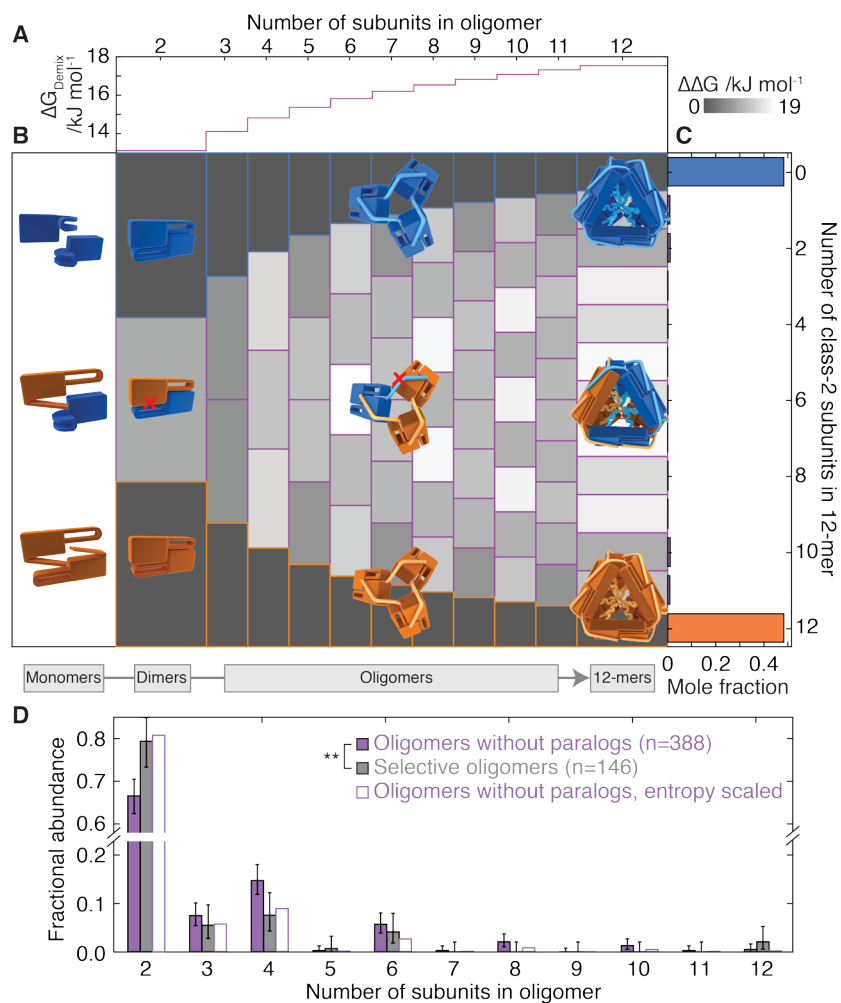 A
Number of subunits in oligomer
2 3 4 5 6 7 8 9 10 11 12
ΔG_Demix /kJ mol⁻¹
18
16
14
ΔΔG /kJ mol⁻¹
0 19
B
C
0
2
4
6
8
10
12
Number of class-2 subunits in 12-mer
0 0.2 0.4
Mole fraction
Monomers Dimers Oligomers 12-mers
D
Fractional abundance
0.8
0.7
0.6
0.2
0.1
0.0
** Oligomers without paralogs (n=388)
Selective oligomers (n=146)
Oligomers without paralogs, entropy scaled
2 3 4 5 6 7 8 9 10 11 12
Number of subunits in oligomer